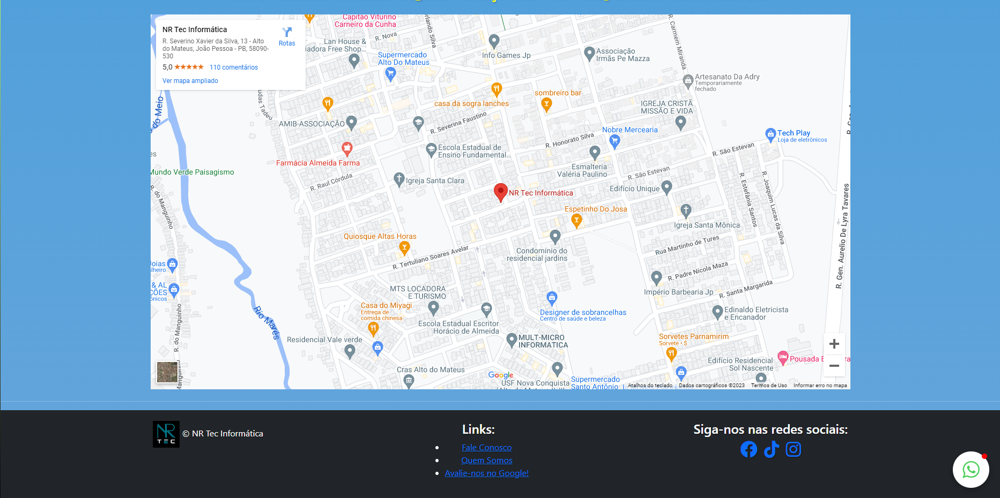 NR Tec Informática
R. Severino Xavier da Silva, 13 - Alto
do Mateus, João Pessoa - PB, 58090-
530
Rotas
5,0
110 comentários
Ver mapa ampliado
Capitão Viturino
Carneiro da Cunha
R. Nova
Lan House &
iadora Free Shop...
Supermercado
Alto Do Mateus
Info Games Jp
Associação
Irmãs Pe Mazza
R. Carmem Miranda
Artesanato Da Adry
Temporariamente
fechado
sombreiro bar
casa da sogra lanches
IGREJA CRISTÃ
MISSÃO E VIDA
AMIB-ASSOCIAÇÃO
R. Severina Faustino
Nobre Mercearia
Tech Play
Loja de eletrônicos
R. Honorato Silva
Escola Estadual de
Ensino Fundamental...
R. São Estevan
Farmácia Almeida Farma
Esmalteria
Valéria Paulino
Mundo Verde Paisagismo
R. São Estevan
R. Raul Córdula
Igreja Santa Clara
Edifício Unique
NR Tec Informática
R. do Manguinho
R. Estefânia Santos
R. Joaquim Lucas da Silva
R. Gen. Aurelio De Lyra Tavares
Espetinho Do Josa
Igreja Santa Mônica
Quiosque Altas Horas
Rua Martinho de Tures
Condomínio do
residencial jardins
R. Tertuliano Soares Avelar
Joias
R. Padre Nicola Maza
& AL
MTS LOCADORA
E TURISMO
Império Barbearia Jp
R. Santa Margarida
Casa do Miyagi
Entrega de
comida chinesa
Designer de sobrancelhas
Centro de saúde e beleza
Edinaldo Eletricista
e Encanador
Rio Marés
R. do Manguinho
Escola Estadual Escritor
Horácio de Almeida
Residencial Vale verde
MULT-MICRO
INFORMATICA
Sorvetes Parnamirim
Sorvete • $
Edifício Residencial
Sol Nascente
Pousada
Cras Alto do Mateus
Google
USF Nova Conquista
Supermercado
Santo Antônio
Atalhos do teclado
Dados cartográficos ©2023
Termos de Uso
Informar erro no mapa
NR
TEC
© NR Tec Informática
Links:
Fale Conosco
Quem Somos
Avalie-nos no Google!
Siga-nos nas redes sociais: